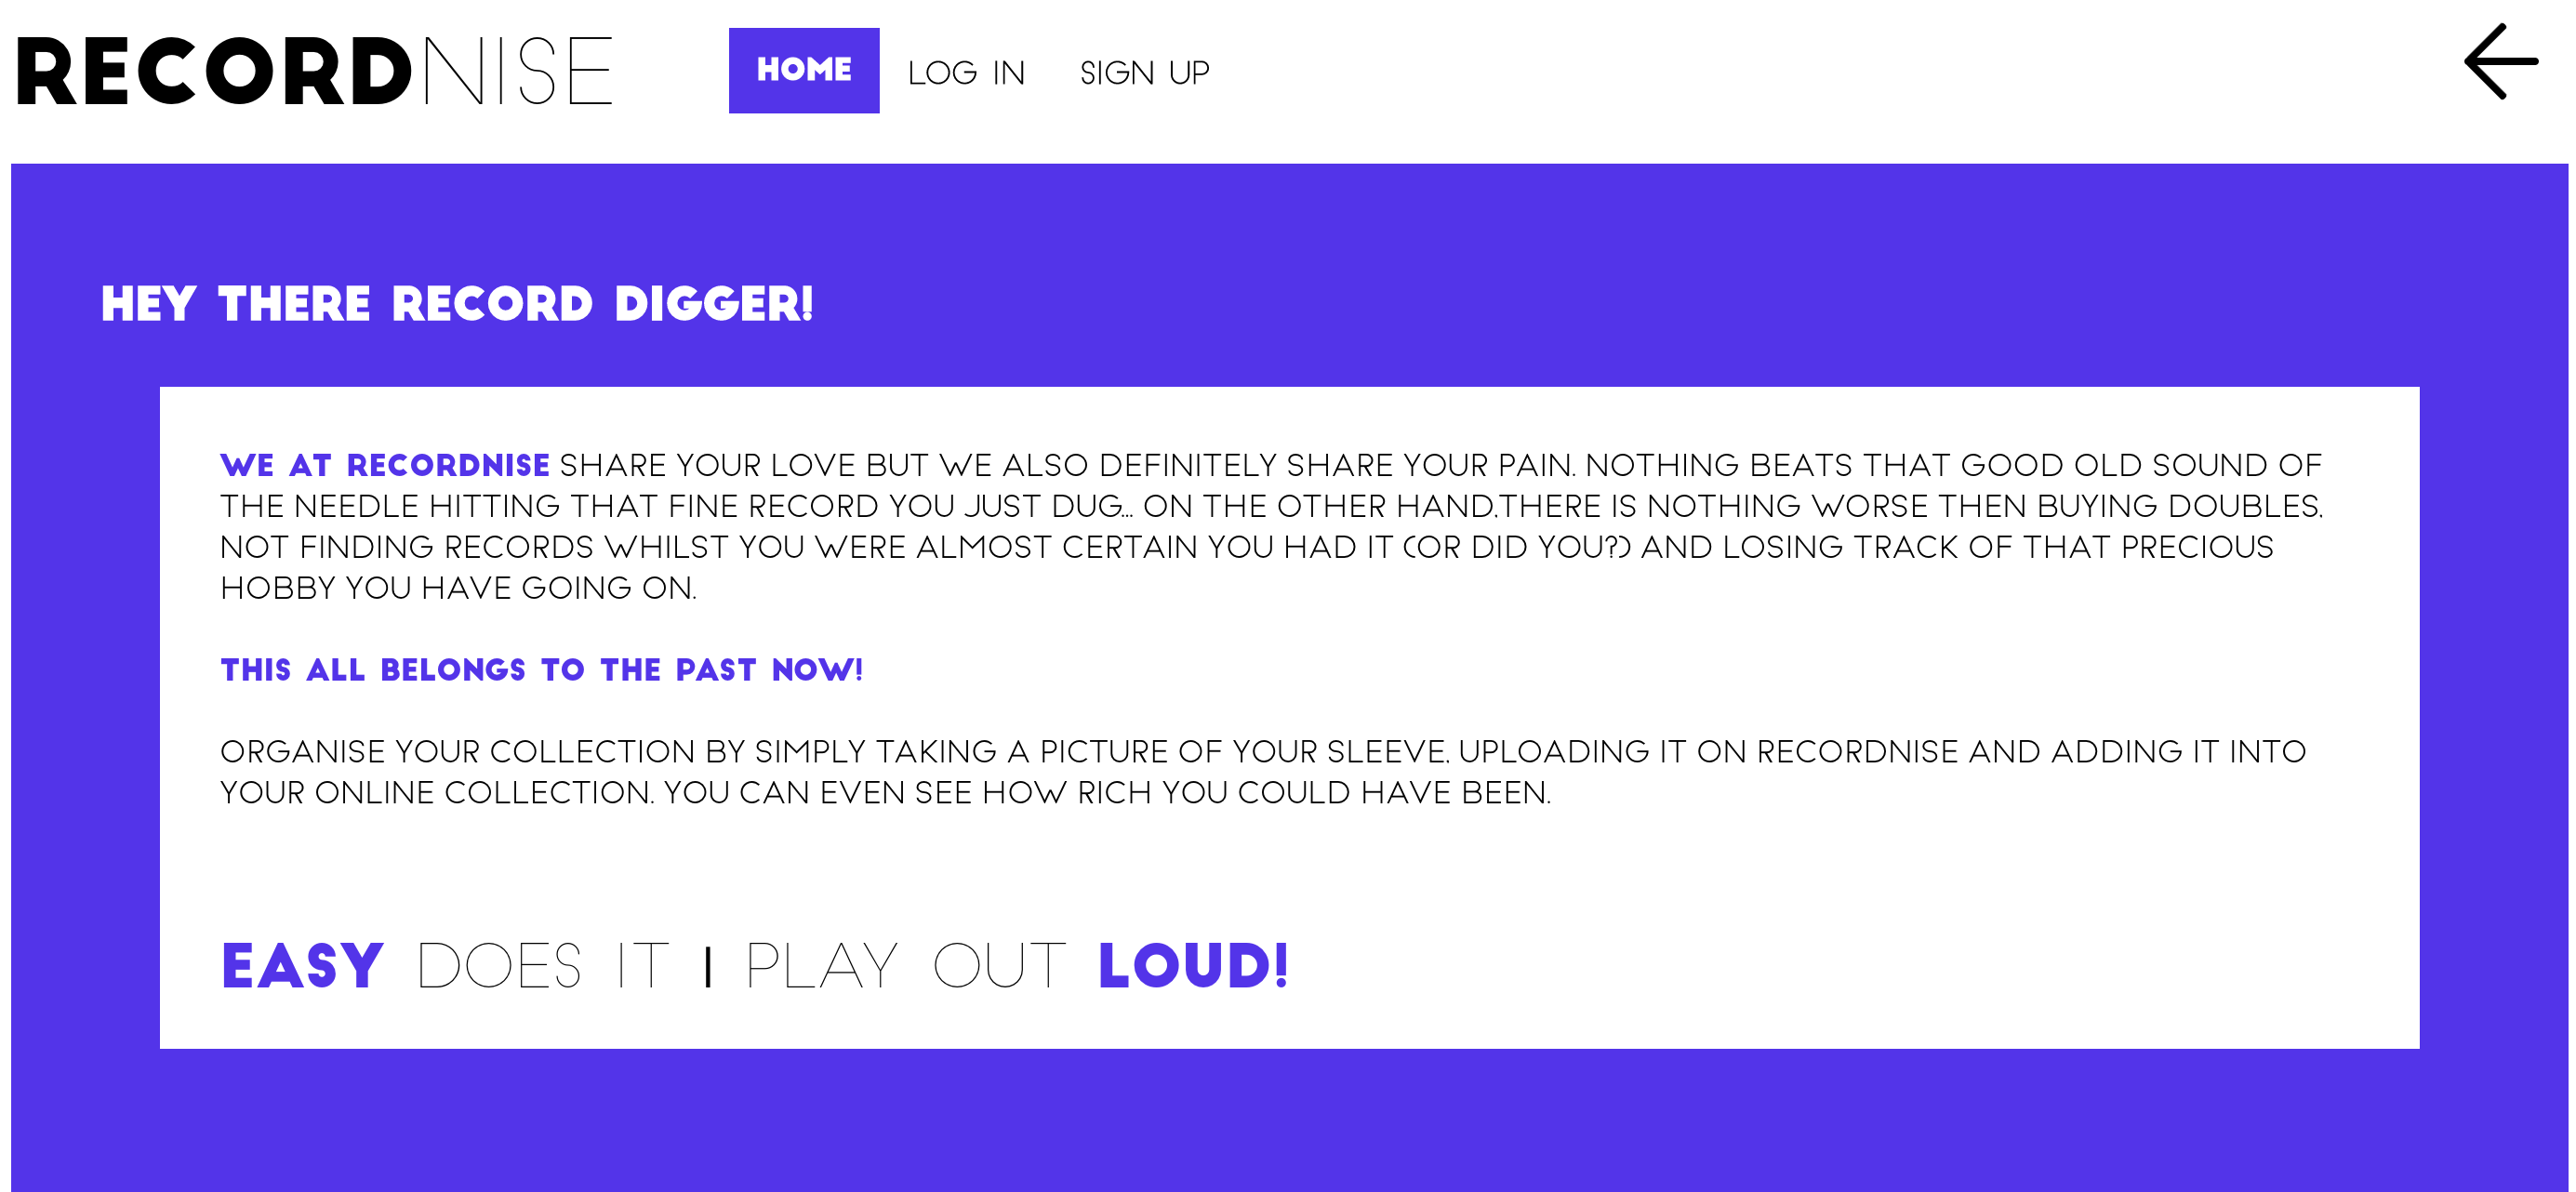 RECORDNISE
HOME LOG IN SIGN UP
HEY THERE RECORD DIGGER!
WE AT RECORDNISE SHARE YOUR LOVE BUT WE ALSO DEFINITELY SHARE YOUR PAIN. NOTHING BEATS THAT GOOD OLD SOUND OF
THE NEEDLE HITTING THAT FINE RECORD YOU JUST DUG... ON THE OTHER HAND,THERE IS NOTHING WORSE THEN BUYING DOUBLES,
NOT FINDING RECORDS WHILST YOU WERE ALMOST CERTAIN YOU HAD IT (OR DID YOU?) AND LOSING TRACK OF THAT PRECIOUS
HOBBY YOU HAVE GOING ON.
THIS ALL BELONGS TO THE PAST NOW!
ORGANISE YOUR COLLECTION BY SIMPLY TAKING A PICTURE OF YOUR SLEEVE, UPLOADING IT ON RECORDNISE AND ADDING IT INTO
YOUR ONLINE COLLECTION. YOU CAN EVEN SEE HOW RICH YOU COULD HAVE BEEN.
EASY DOES IT | PLAY OUT LOUD!